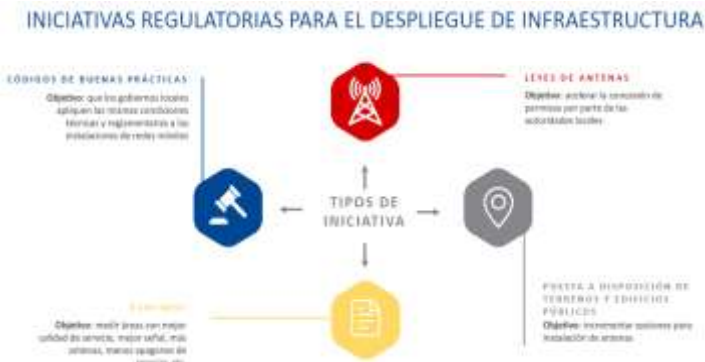 INICIATIVAS REGULATORIAS PARA EL DESPLIEGUE DE INFRAESTRUCTURA
CÓDIGOS DE BUENAS PRÁCTICAS
Objetivo: que los gobiernos locales
apliquen las mismas condiciones
técnicas y reglamentarias a las
instalaciones de redes móviles
LEYES DE ANTENAS
Objetivo: acelerar la concesión de
permisos por parte de las
autoridades locales
TIPOS DE
INICIATIVA
PUESTA A DISPOSICIÓN DE
TERRENOS Y EDIFICIOS
PÚBLICOS
Objetivo: incrementar opciones para
instalación de antenas
Objetivo: medir áreas con mejor
calidad de servicio, mejor señal, más
antenas, menos apagones de